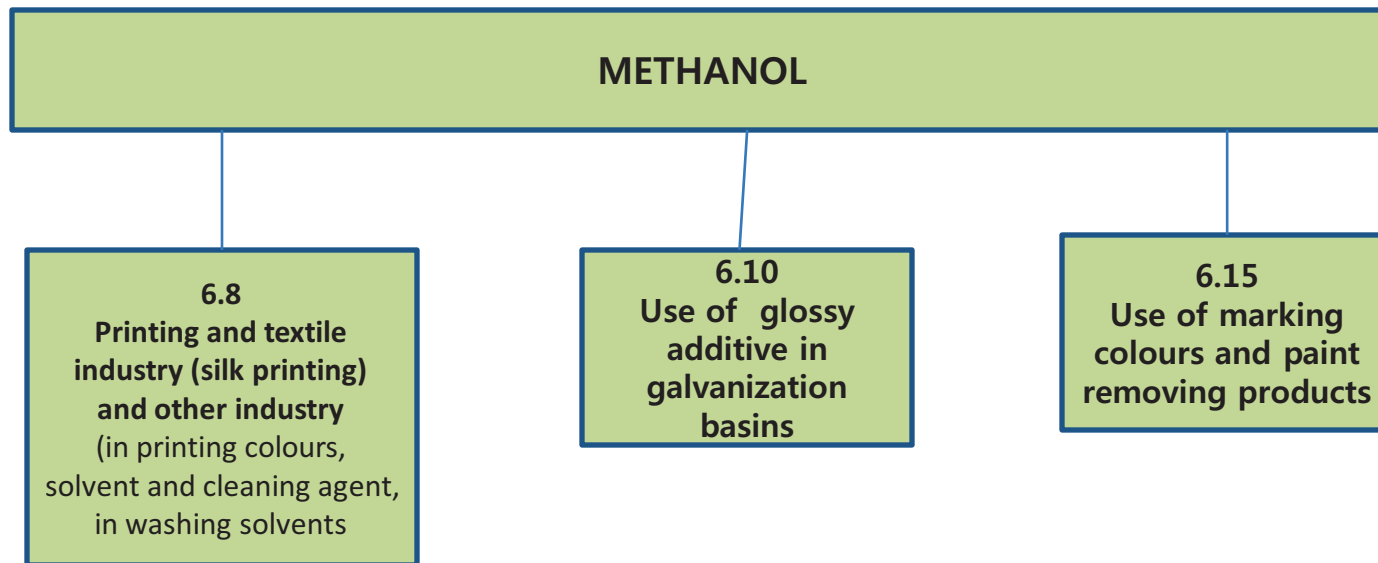 METHANOL
6.8
Printing and textile
industry (silk printing)
and other industry
(in printing colours,
solvent and cleaning agent,
in washing solvents
6.10
Use of glossy
additive in
galvanization
basins
6.15
Use of marking
colours and paint
removing products